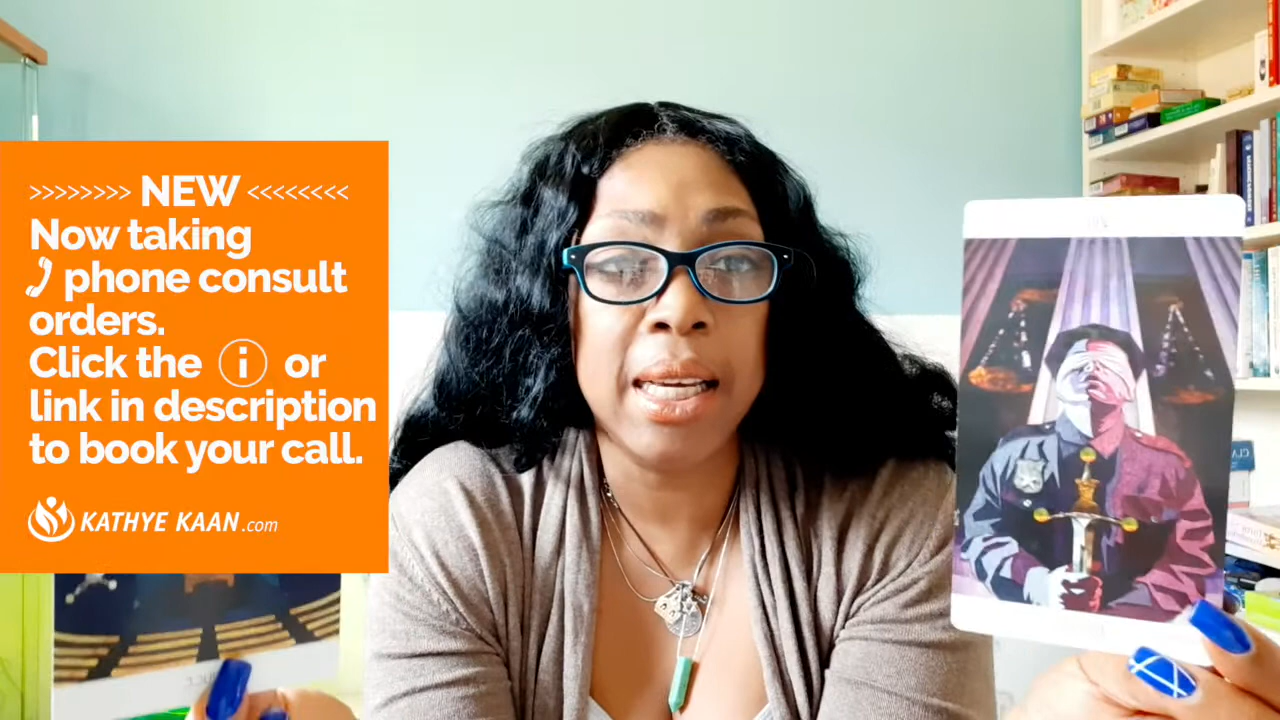 >>>>>>>> NEW <<<<<<<<
Now taking
phone consult
orders.
Click the i or
link in description
to book your call.
KATHYE KAAN.com